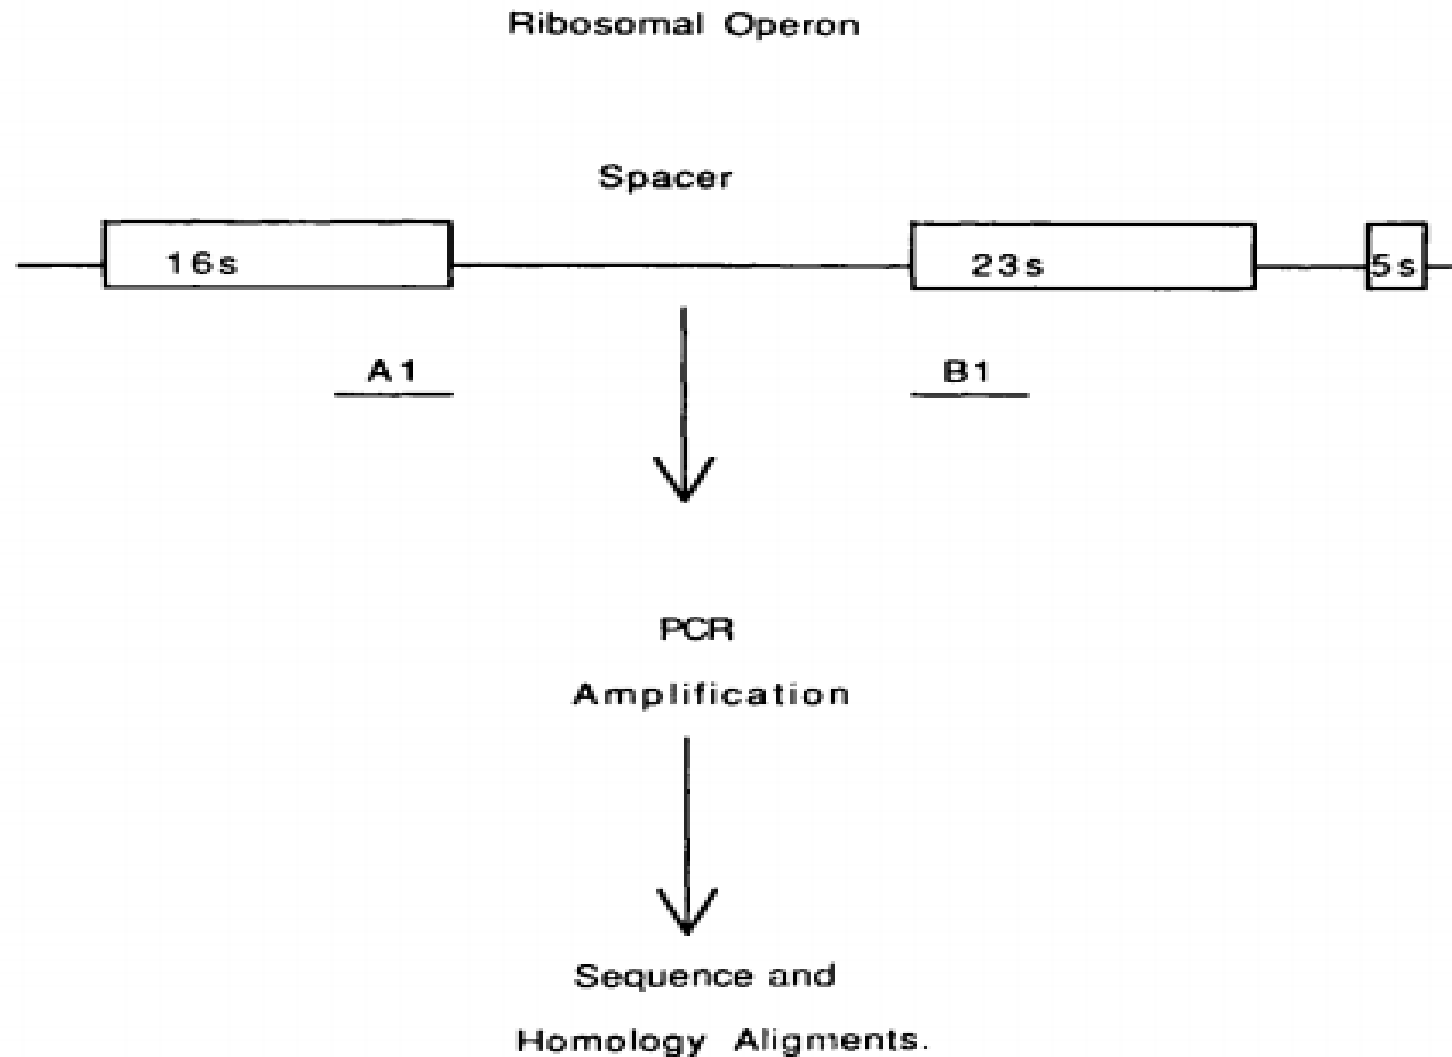 Ribosomal Operon
Spacer
16s 23s 5s
A1 B1
PCR
Amplification
Sequence and
Homology Aligments.